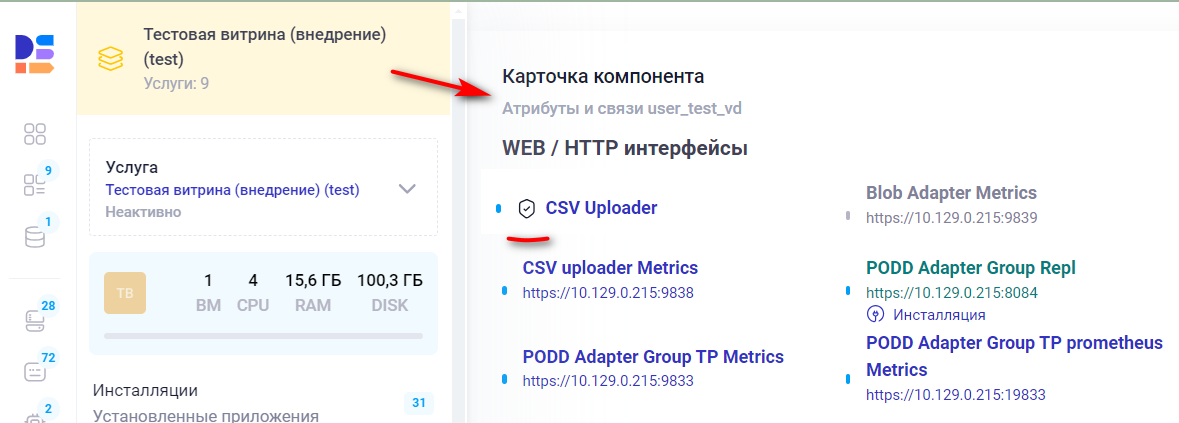 Тестовая витрина (внедрение)
(test)
Услуги: 9
9
1
28
72
2
Услуга
Тестовая витрина (внедрение) (test)
Неактивно
ТВ
1 4 15,6 ГБ 100,3 ГБ
ВМ CPU RAM DISK
Инсталляции
Установленные приложения
31
Карточка компонента
Атрибуты и связи user_test_vd
WEB / HTTP интерфейсы
CSV Uploader
Blob Adapter Metrics
https://10.129.0.215:9839
CSV uploader Metrics
https://10.129.0.215:9838
PODD Adapter Group Repl
https://10.129.0.215:8084
Инсталляция
PODD Adapter Group TP Metrics
https://10.129.0.215:9833
PODD Adapter Group TP prometheus
Metrics
https://10.129.0.215:19833